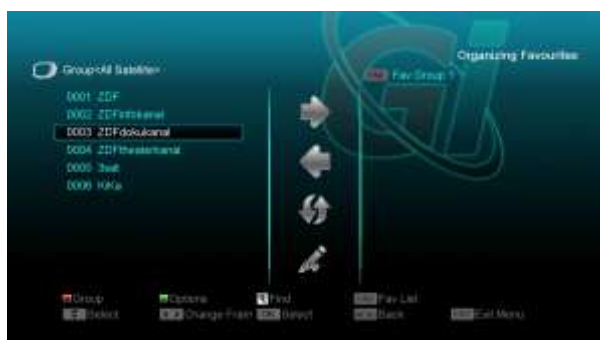 Organizing Favourites
Group<All Satellite>
Fav Group 1
0001 ZDF
0002 ZDFinfokanal
0003 ZDFdokukanal
0004 ZDFtheaterkanal
0005 3sat
0006 KiKa
Group Options Find Fav List
Select Change Fram Select Back Exit Menu